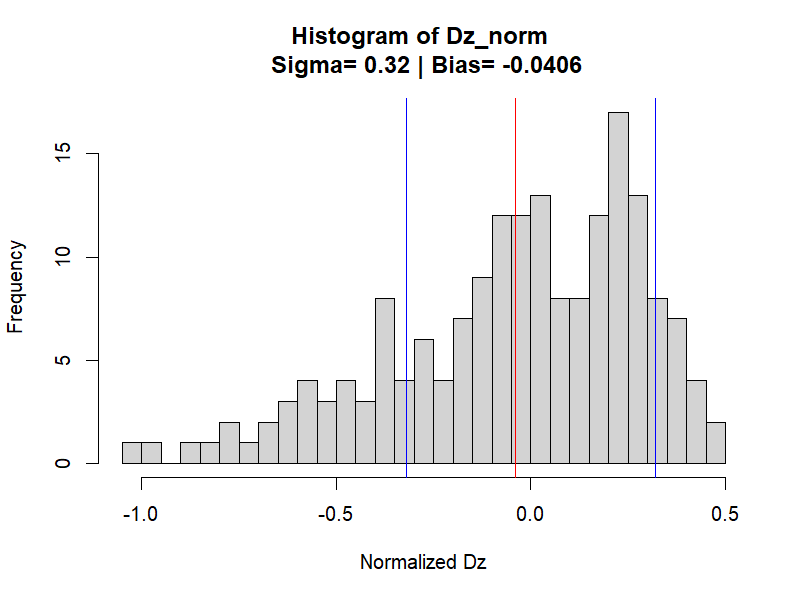 Histogram of Dz_norm
Sigma= 0.32 | Bias= -0.0406
Frequency
15
10
5
0
-1.0 -0.5 0.0 0.5
Normalized Dz